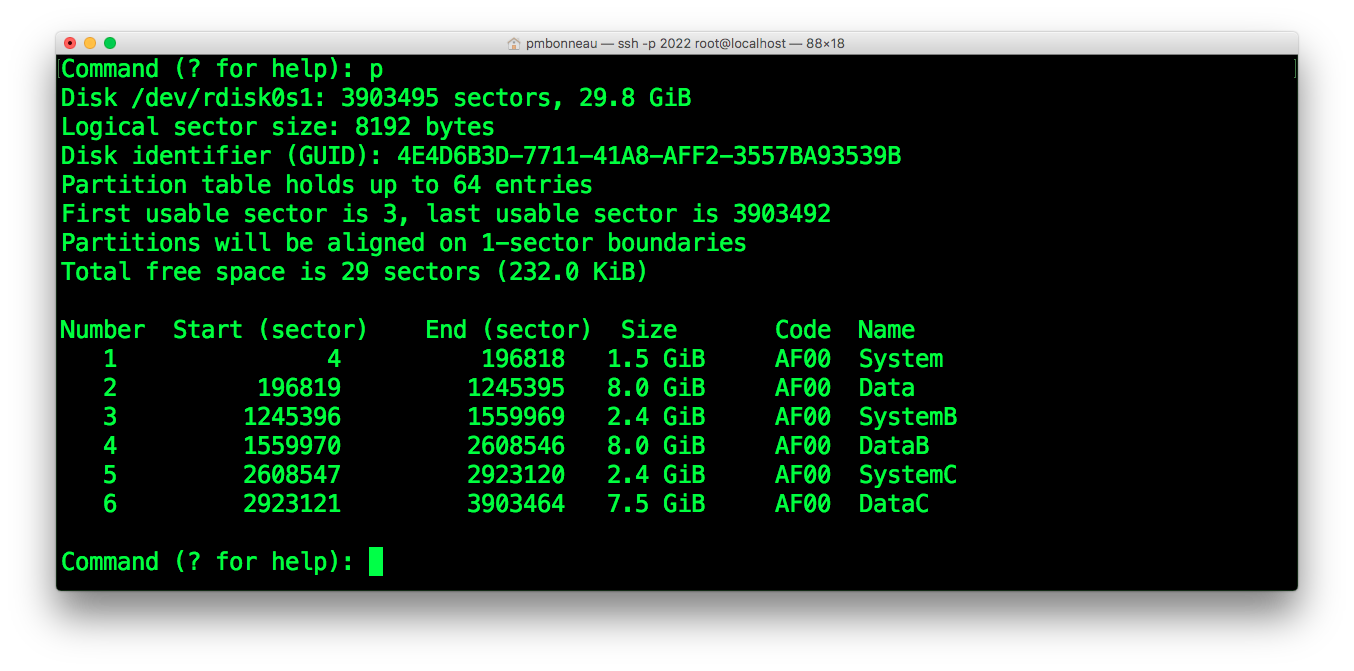 pmbonneau — ssh -p 2022 root@localhost — 88×18
Command (? for help): p
Disk /dev/rdisk0s1: 3903495 sectors, 29.8 GiB
Logical sector size: 8192 bytes
Disk identifier (GUID): 4E4D6B3D-7711-41A8-AFF2-3557BA93539B
Partition table holds up to 64 entries
First usable sector is 3, last usable sector is 3903492
Partitions will be aligned on 1-sector boundaries
Total free space is 29 sectors (232.0 KiB)
Number  Start (sector)    End (sector)  Size       Code  Name
   1               4          196818   1.5 GiB     AF00  System
   2          196819         1245395   8.0 GiB     AF00  Data
   3         1245396         1559969   2.4 GiB     AF00  SystemB
   4         1559970         2608546   8.0 GiB     AF00  DataB
   5         2608547         2923120   2.4 GiB     AF00  SystemC
   6         2923121         3903464   7.5 GiB     AF00  DataC
Command (? for help):